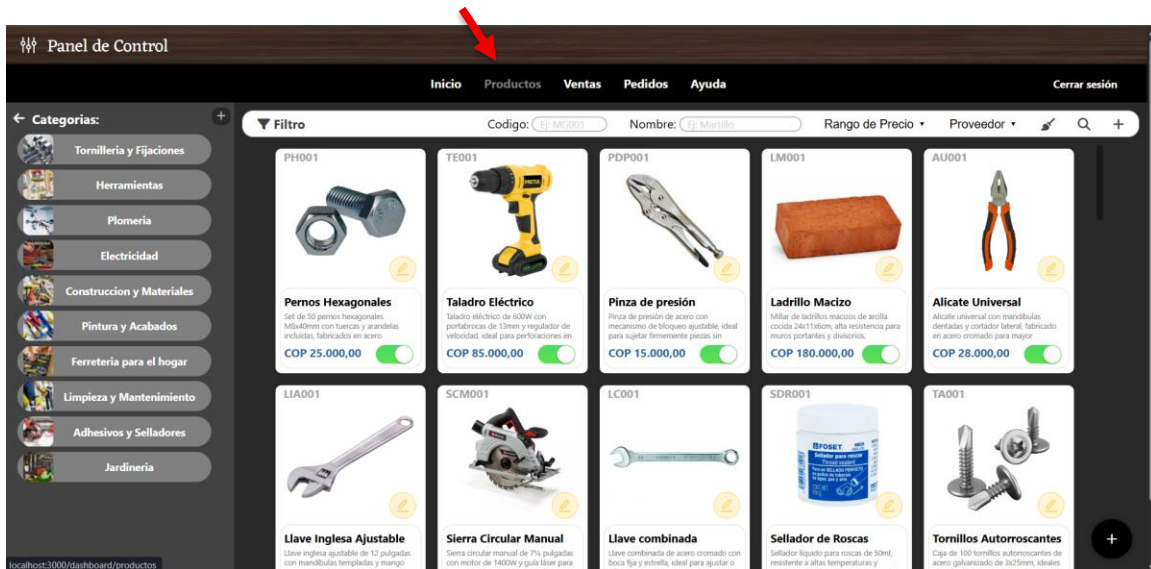 Panel de Control
Inicio Productos Ventas Pedidos Ayuda Cerrar sesión
Categorias: +
Filtro Codigo: Ej: MG001 Nombre: Ej: Martillo Rango de Precio Proveedor +
Tornilleria y Fijaciones
Herramientas
Plomeria
Electricidad
Construccion y Materiales
Pintura y Acabados
Ferreteria para el hogar
Limpieza y Mantenimiento
Adhesivos y Selladores
Jardineria
PH001
Pernos Hexagonales
Set de 50 pernos hexagonales
M8x40mm con tuercas y arandelas
incluidas, fabricados en acero
COP 25.000,00
TE001
PRETUL
Taladro Eléctrico
Taladro eléctrico de 600W con
portabrocas de 13mm y regulador de
velocidad, ideal para perforaciones en
COP 85.000,00
PDP001
Pinza de presión
Pinza de presión de acero con
mecanismo de bloqueo ajustable, ideal
para sujetar firmemente piezas sin
COP 15.000,00
LM001
Ladrillo Macizo
Millar de ladrillos macizos de arcilla
cocida 24x11x6cm, alta resistencia para
muros portantes y divisorios.
COP 180.000,00
AU001
Alicate Universal
Alicate universal con mandíbulas
dentadas y cortador lateral, fabricado
en acero cromado para mayor
COP 28.000,00
LIA001
Llave Inglesa Ajustable
Llave inglesa ajustable de 12 pulgadas
con mandíbulas templadas y mango
SCM001
Sierra Circular Manual
Sierra circular manual de 7¼ pulgadas
con motor de 1400W y guía láser para
LC001
Llave combinada
Llave combinada de acero cromado con
boca fija y estrella, ideal para ajustar o
SDR001
FOSET
Sellador para roscas
Thread sealant
Sellador de Roscas
Sellador líquido para roscas de 50ml,
resistente a altas temperaturas y
TA001
Tornillos Autorroscantes
Caja de 100 tornillos autorroscantes de
acero galvanizado de 3x25mm, ideales
+
localhost:3000/dashboard/productos